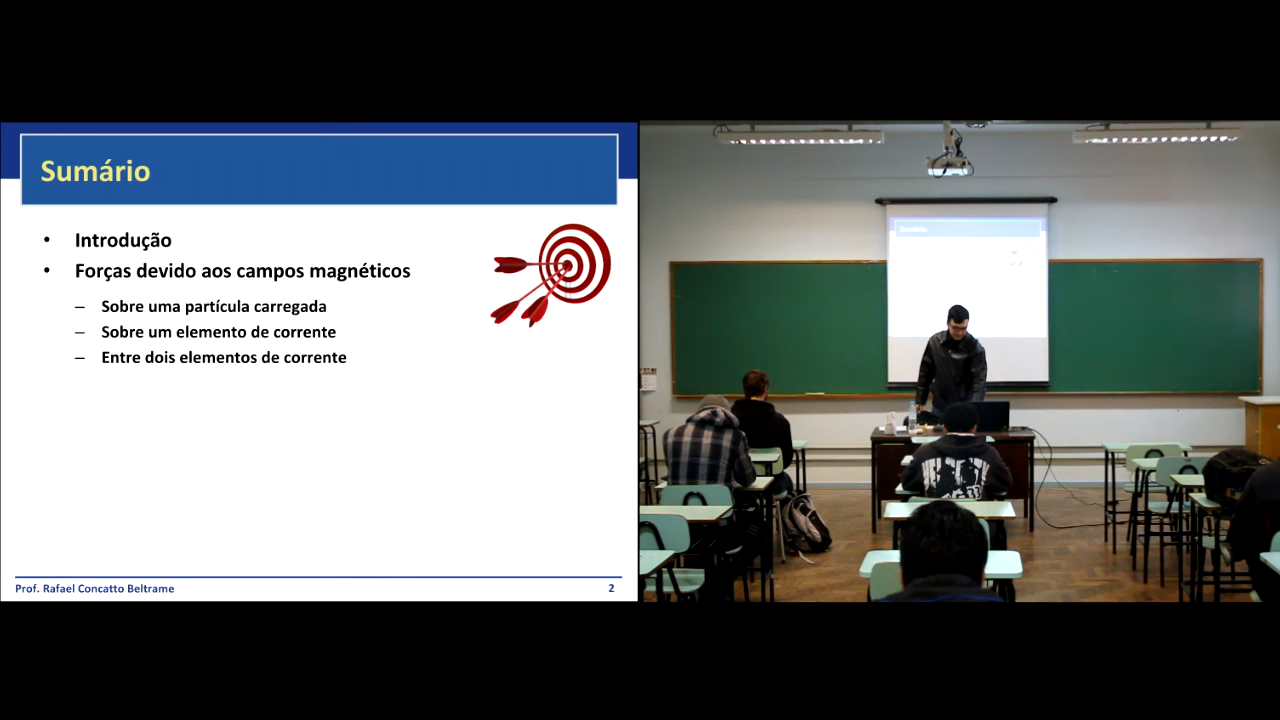 Sumário
• Introdução
• Forças devido aos campos magnéticos
– Sobre uma partícula carregada
– Sobre um elemento de corrente
– Entre dois elementos de corrente
Prof. Rafael Concatto Beltrame 2
Sumário